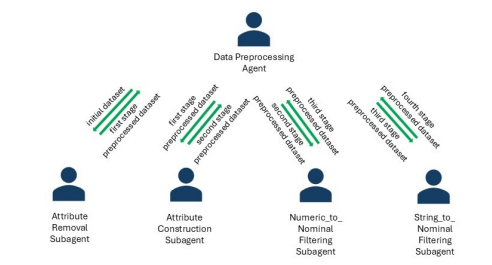 Data Preprocessing
Agent
initial dataset
first stage
preprocessed dataset
first stage
preprocessed dataset
second stage
preprocessed dataset
third stage
preprocessed dataset
second stage
preprocessed dataset
fourth stage
preprocessed dataset
third stage
preprocessed dataset
Attribute
Removal
Subagent
Attribute
Construction
Subagent
Numeric_to_
Nominal
Filtering
Subagent
String_to_
Nominal
Filtering
Subagent